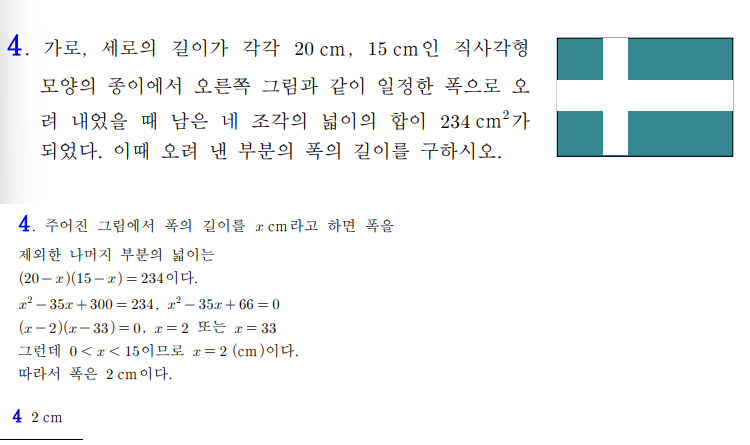 4. 가로, 세로의 길이가 각각 20 cm, 15 cm인 직사각형
모양의 종이에서 오른쪽 그림과 같이 일정한 폭으로 오
려 내었을 때 남은 네 조각의 넓이의 합이 234 cm²가
되었다. 이때 오려 낸 부분의 폭의 길이를 구하시오.
4. 주어진 그림에서 폭의 길이를 x cm라고 하면 폭을
제외한 나머지 부분의 넓이는
(20-x)(15-x)=234이다.
x²-35x+300=234, x²-35x+66=0
(x-2)(x-33)=0, x=2 또는 x=33
그런데 0<x<15이므로 x=2 (cm)이다.
따라서 폭은 2 cm이다.
4 2 cm